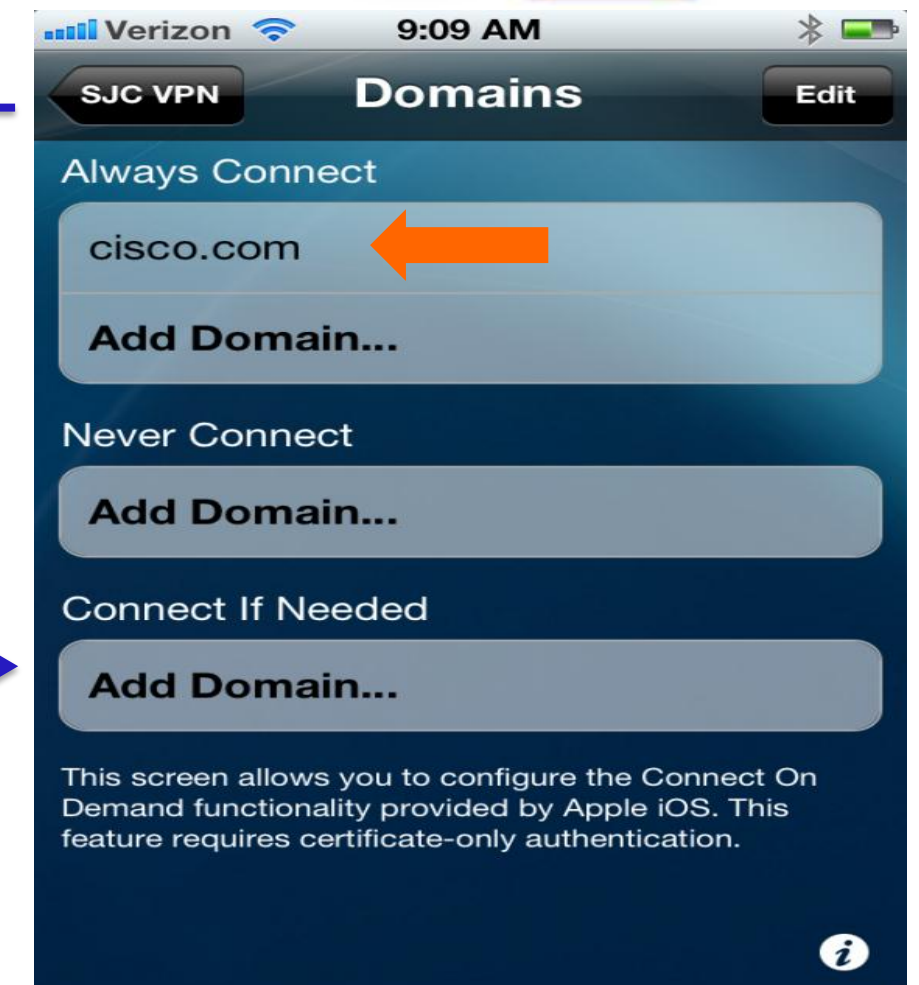 Verizon 9:09 AM
SJC VPN Domains Edit
Always Connect
cisco.com
Add Domain...
Never Connect
Add Domain...
Connect If Needed
Add Domain...
This screen allows you to configure the Connect On
Demand functionality provided by Apple iOS. This
feature requires certificate-only authentication.
i